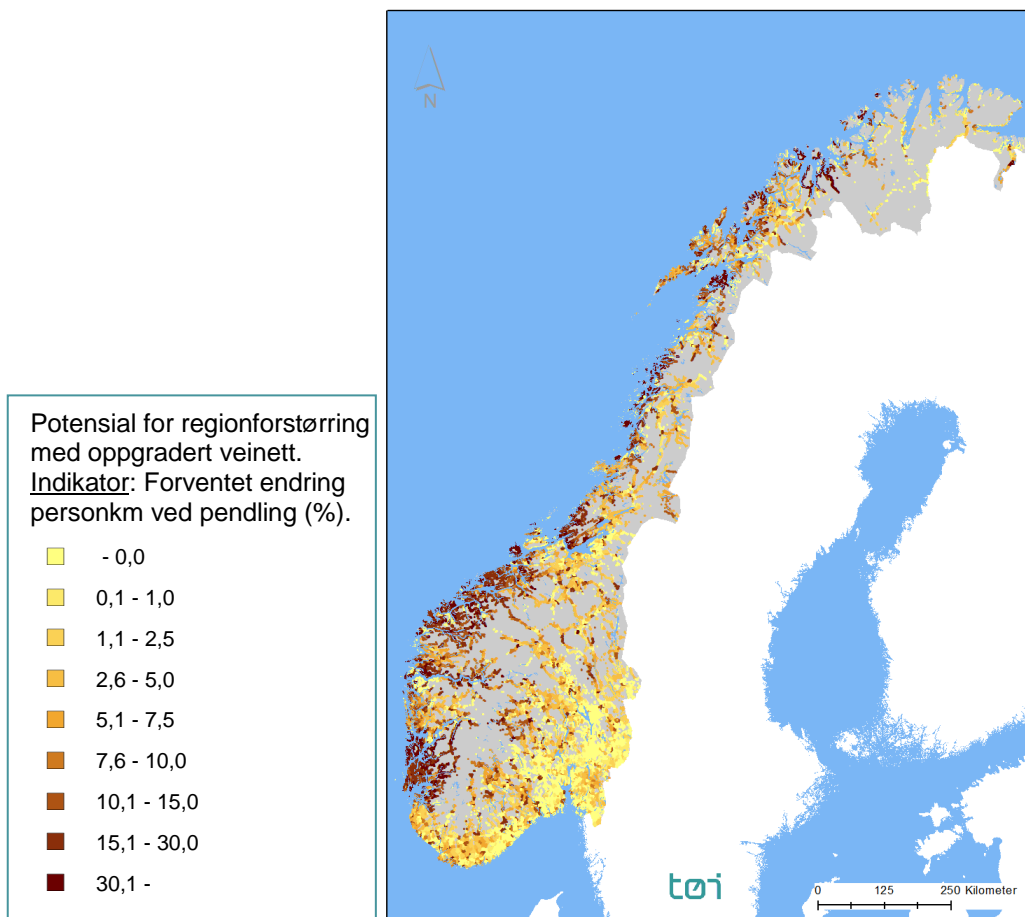 N
Potensial for regionforstørring
med oppgradert veinett.
Indikator: Forventet endring
personkm ved pendling (%).
- 0,0
0,1 - 1,0
1,1 - 2,5
2,6 - 5,0
5,1 - 7,5
7,6 - 10,0
10,1 - 15,0
15,1 - 30,0
30,1 -
tøi
0 125 250 Kilometer